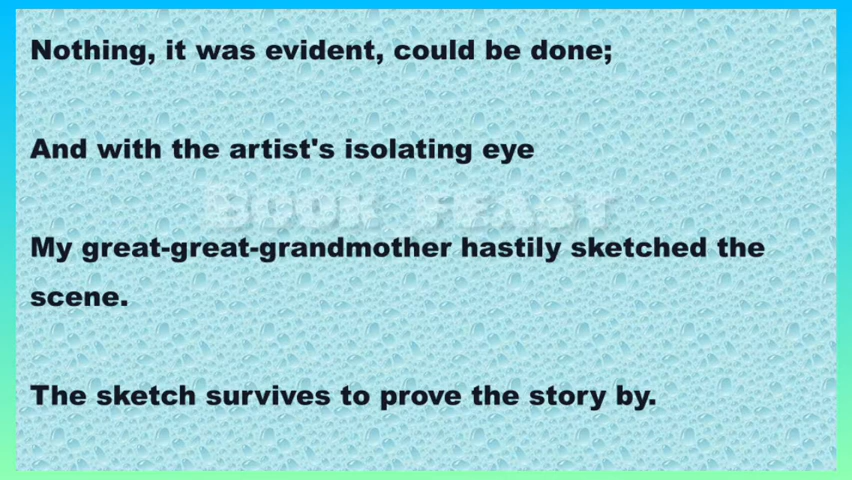 Nothing, it was evident, could be done;
And with the artist's isolating eye
BOOK FEAST
My great-great-grandmother hastily sketched the
scene.
The sketch survives to prove the story by.